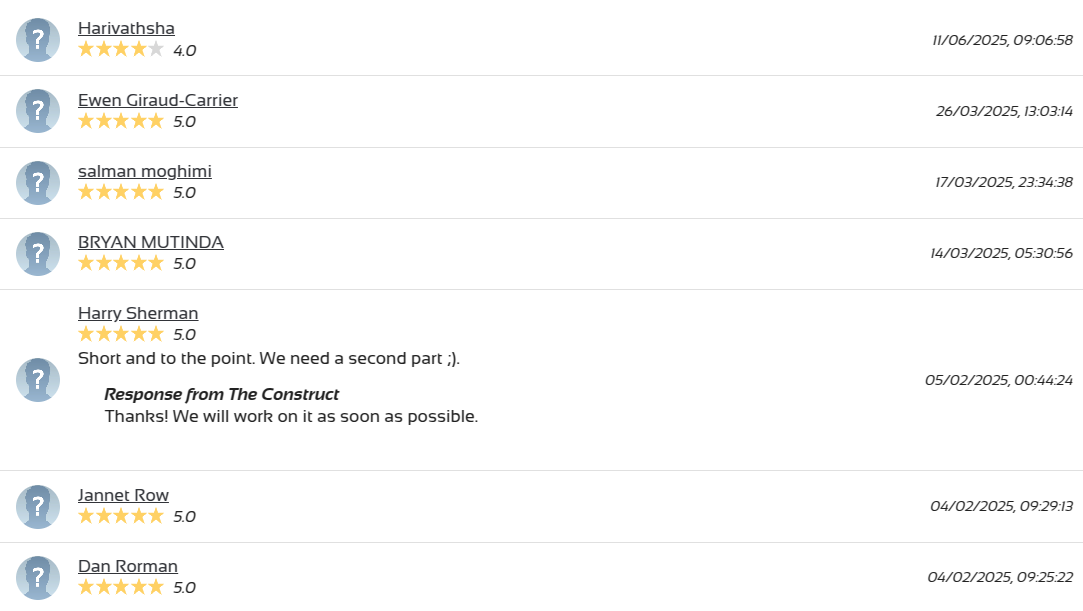 Harivathsha
4.0
11/06/2025, 09:06:58
Ewen Giraud-Carrier
5.0
26/03/2025, 13:03:14
salman moghimi
5.0
17/03/2025, 23:34:38
BRYAN MUTINDA
5.0
14/03/2025, 05:30:56
Harry Sherman
5.0
Short and to the point. We need a second part ;).
Response from The Construct
Thanks! We will work on it as soon as possible.
05/02/2025, 00:44:24
Jannet Row
5.0
04/02/2025, 09:29:13
Dan Rorman
5.0
04/02/2025, 09:25:22